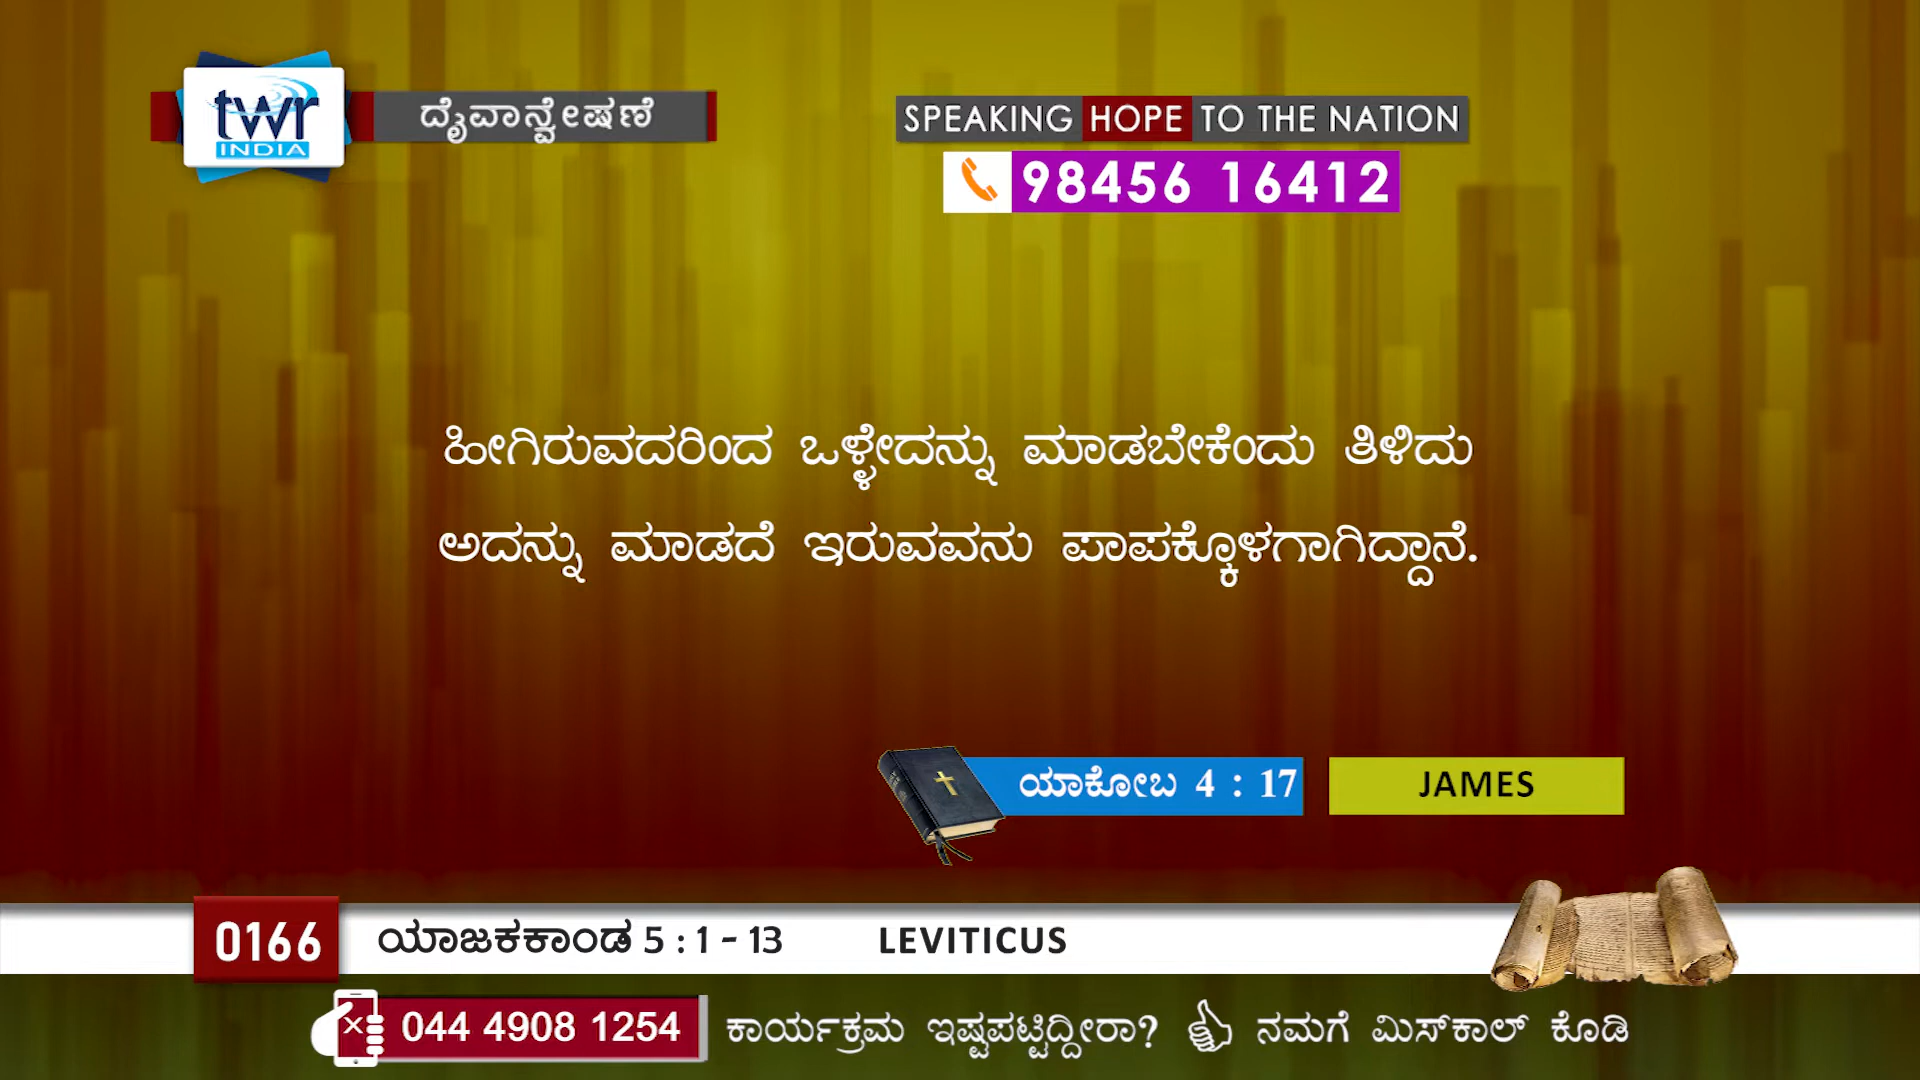 twr
INDIA
ದೈವಾನ್ವೇಷಣೆ
SPEAKING HOPE TO THE NATION
98456 16412
ಹೀಗಿರುವದರಿಂದ ಒಳ್ಳೇದನ್ನು ಮಾಡಬೇಕೆಂದು ತಿಳಿದು
ಅದನ್ನು ಮಾಡದೆ ಇರುವವನು ಪಾಪಕ್ಕೊಳಗಾಗಿದ್ದಾನೆ.
ಯಾಕೋಬ 4 : 17
JAMES
0166
ಯಾಜಕಕಾಂಡ 5 : 1 - 13 LEVITICUS
044 4908 1254
ಕಾರ್ಯಕ್ರಮ ಇಷ್ಟಪಟ್ಟಿದ್ದೀರಾ? ನಮಗೆ ಮಿಸ್‌ಕಾಲ್ ಕೊಡಿ